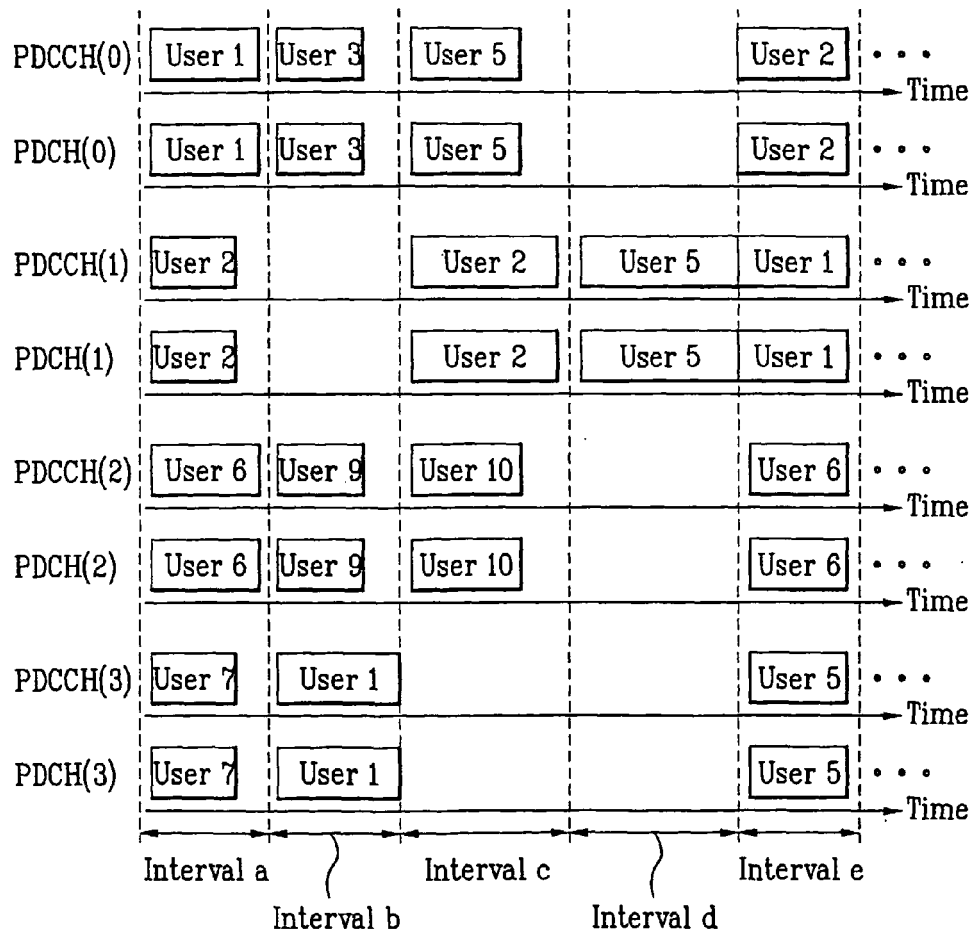 PDCCH(0) User 1 User 3 User 5 User 2 • • •
Time
PDCH(0) User 1 User 3 User 5 User 2 • • •
Time
PDCCH(1) User 2 User 2 User 5 User 1 • • •
Time
PDCH(1) User 2 User 2 User 5 User 1 • • •
Time
PDCCH(2) User 6 User 9 User 10 User 6 • • •
Time
PDCH(2) User 6 User 9 User 10 User 6 • • •
Time
PDCCH(3) User 7 User 1 User 5 • • •
Time
PDCH(3) User 7 User 1 User 5 • • •
Time
Interval a Interval c Interval e
Interval b Interval d